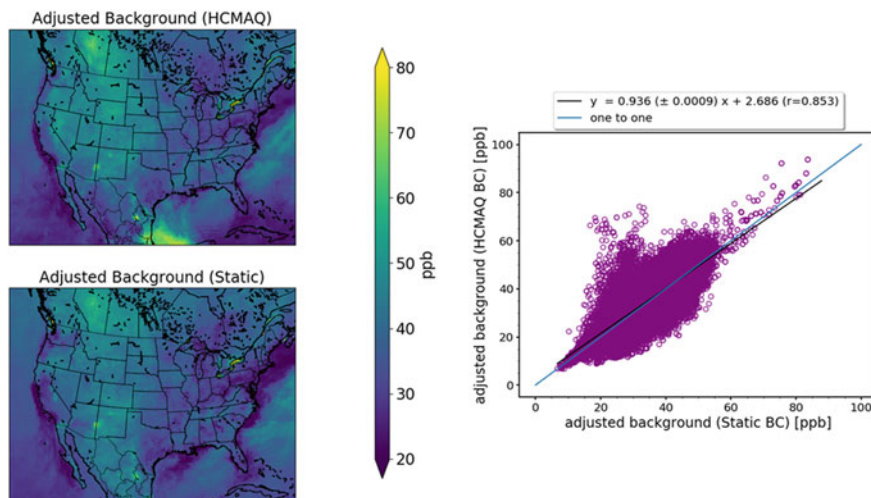 Adjusted Background (HCMAQ)
Adjusted Background (Static)
80
70
60
50
40
30
20
ppb
y = 0.936 (± 0.0009) x + 2.686 (r=0.853)
one to one
adjusted background (HCMAQ BC) [ppb]
100
80
60
40
20
0
0 20 40 60 80 100
adjusted background (Static BC) [ppb]